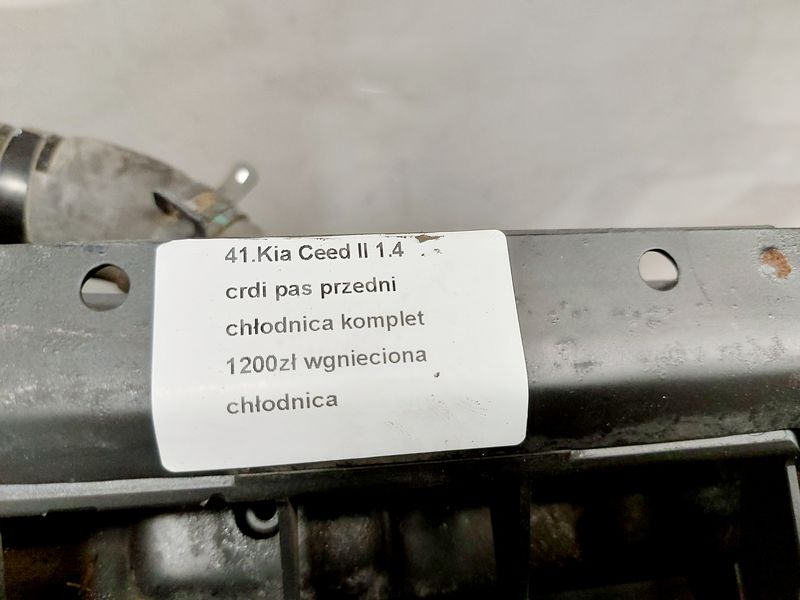 41.Kia Ceed II 1.4
crdi pas przedni
chłodnica komplet
1200zł wgnieciona
chłodnica